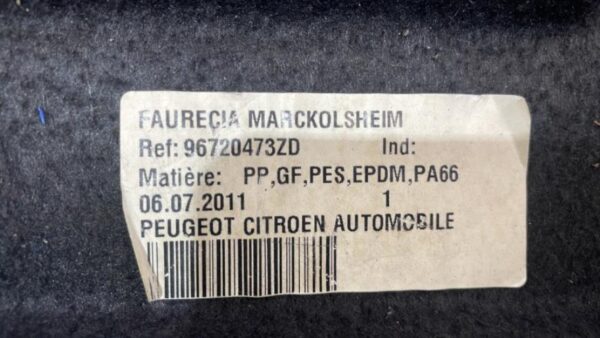 FAURECIA MARCKOLSHEIM
Ref: 96720473ZD Ind:
Matière: PP,GF,PES,EPDM,PA66
06.07.2011 1
PEUGEOT CITROEN AUTOMOBILE